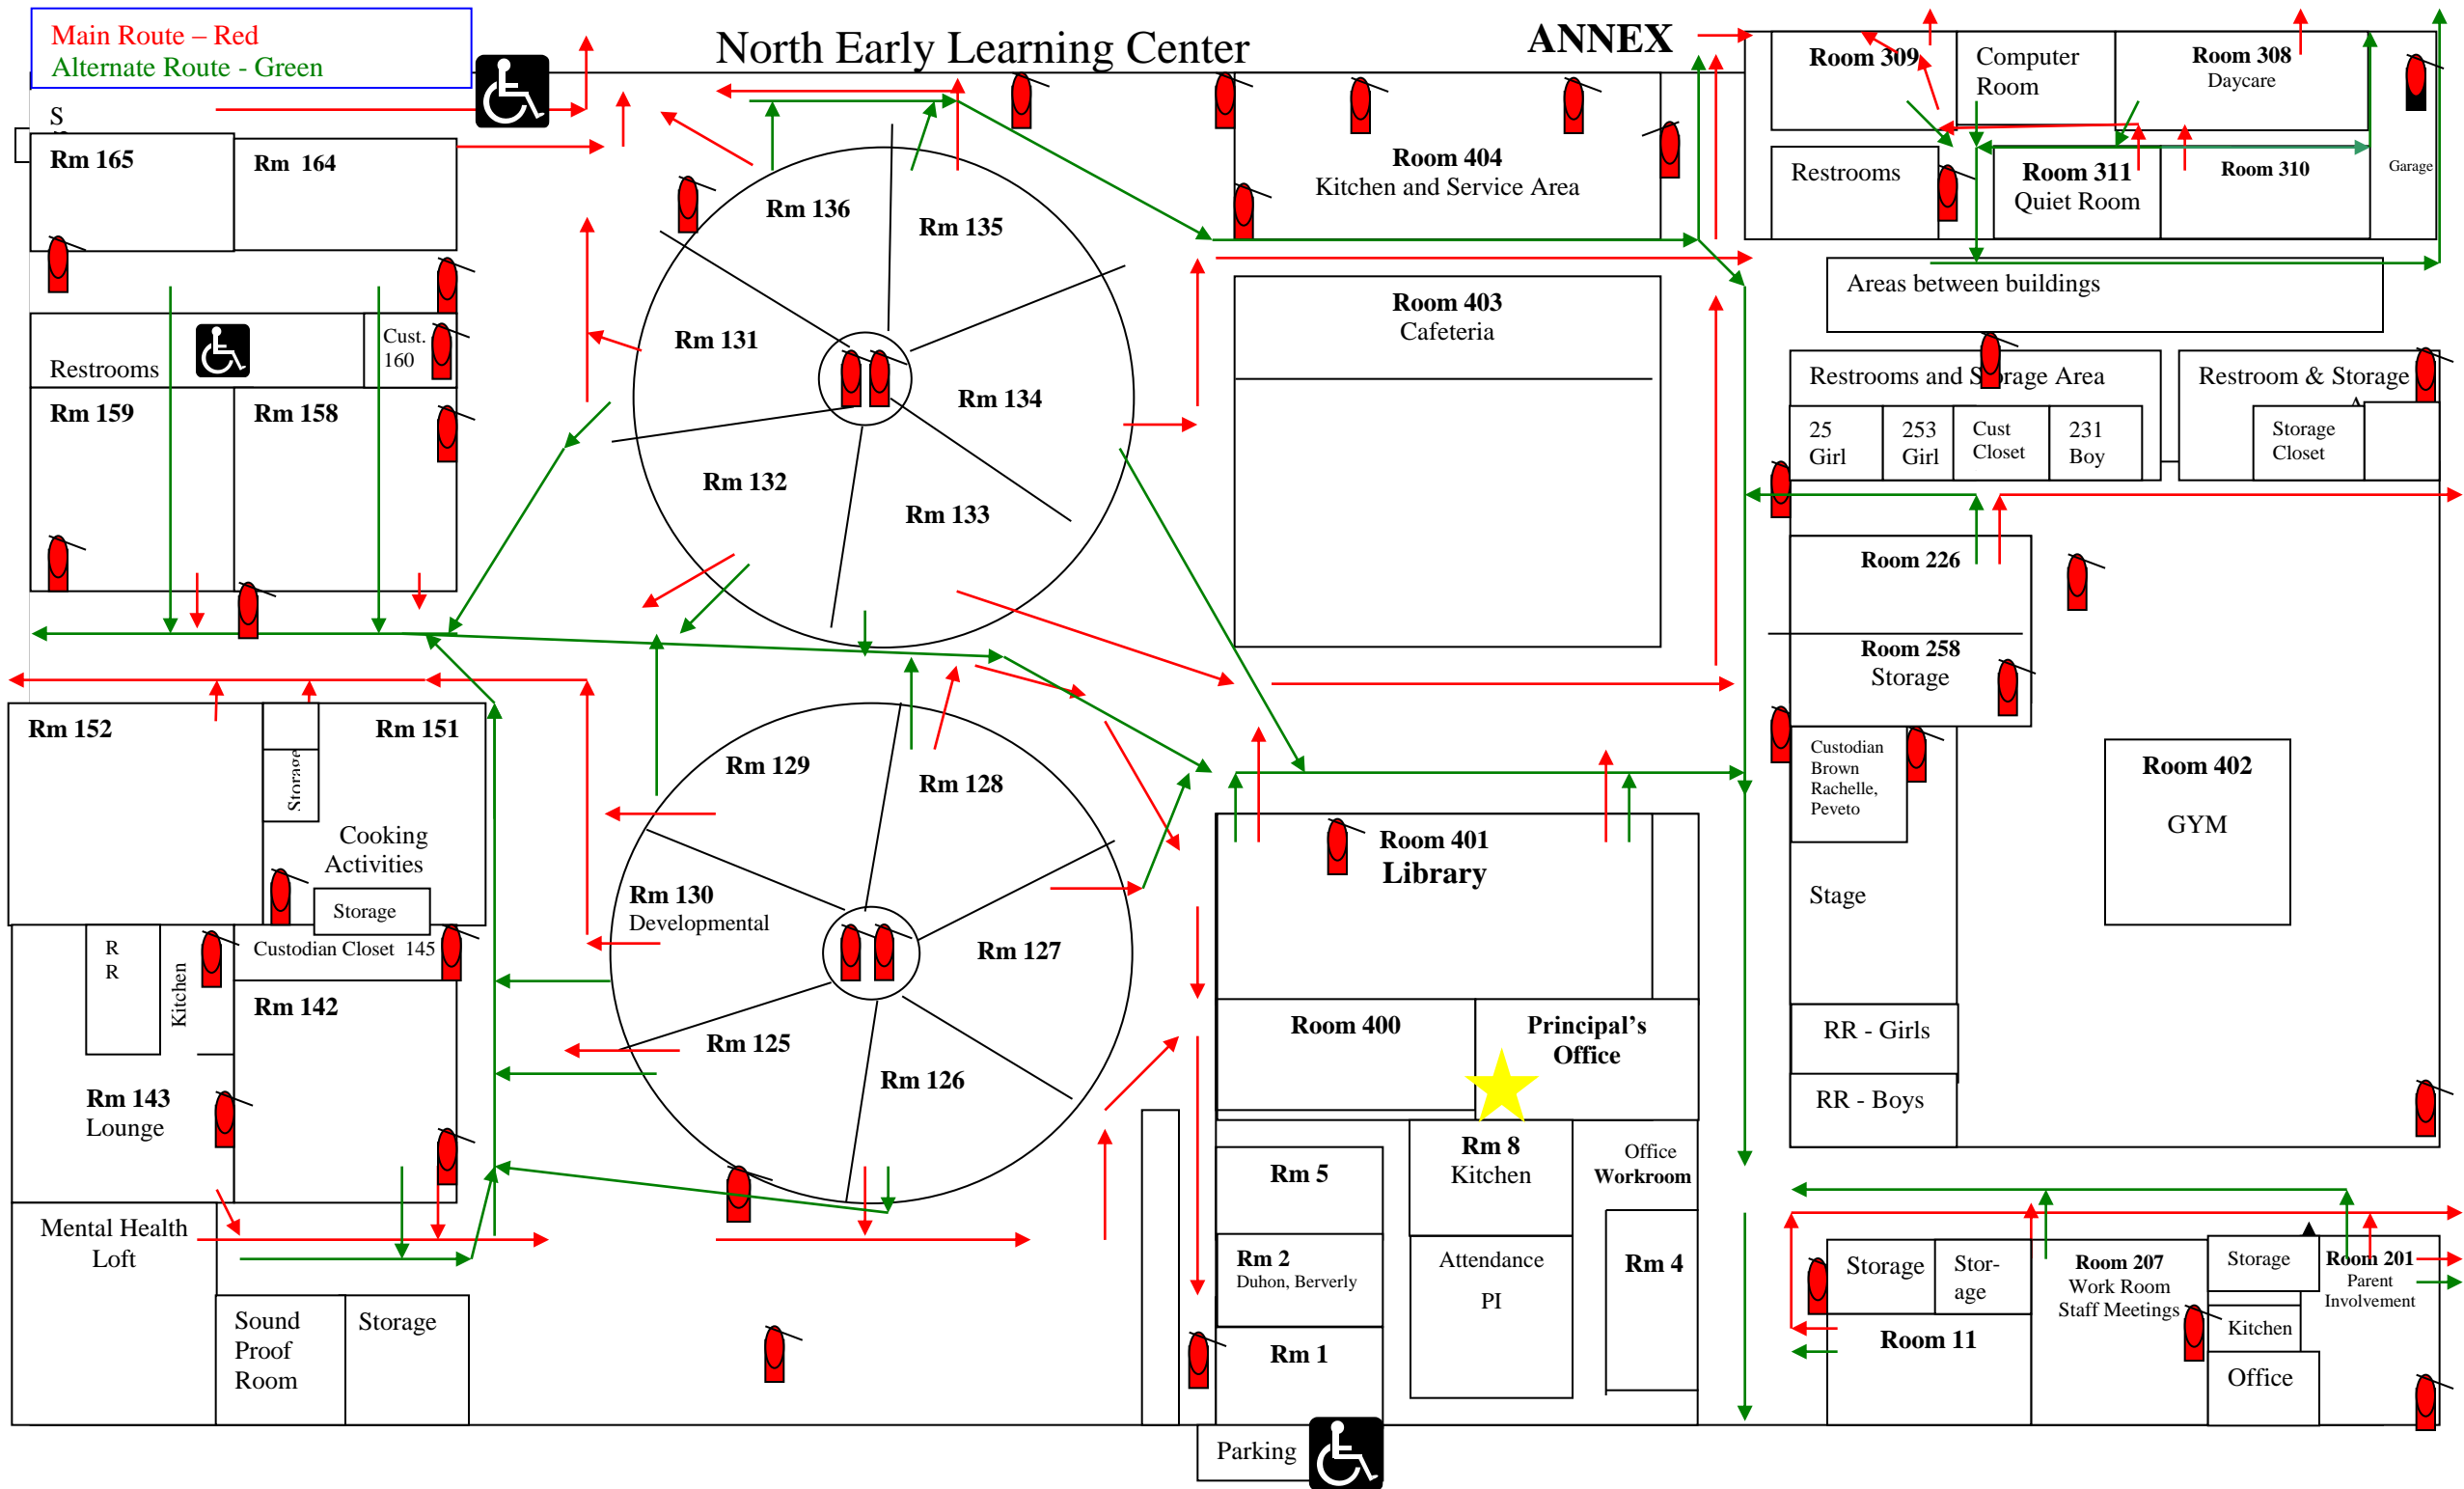 Main Route – Red
Alternate Route - Green
North Early Learning Center
ANNEX
Room 309
Computer
Room
Room 308
Daycare
S
Rm 165
Rm 164
Rm 136
Rm 135
Room 404
Kitchen and Service Area
Restrooms
Room 311
Quiet Room
Room 310
Garage
Areas between buildings
Restrooms
Cust.
160
Rm 131
Rm 134
Room 403
Cafeteria
Restrooms and Storage Area
Restroom & Storage
25
Girl
253
Girl
Cust
Closet
231
Boy
Storage
Closet
Rm 159
Rm 158
Rm 132
Rm 133
Room 226
Room 258
Storage
Rm 152
Storage
Rm 151
Cooking
Activities
Storage
Rm 129
Rm 128
Rm 130
Developmental
Rm 127
Rm 125
Rm 126
Room 401
Library
Custodian
Brown
Rachelle,
Peveto
Room 402
GYM
Stage
R
R
Kitchen
Custodian Closet 145
Rm 142
Rm 143
Lounge
Room 400
Principal’s
Office
RR - Girls
RR - Boys
Rm 5
Rm 8
Kitchen
Office
Workroom
Mental Health
Loft
Sound
Proof
Room
Storage
Rm 2
Duhon, Berverly
Attendance
PI
Rm 4
Rm 1
Storage
Stor-
age
Room 207
Work Room
Staff Meetings
Storage
Room 201
Parent
Involvement
Kitchen
Room 11
Office
Parking